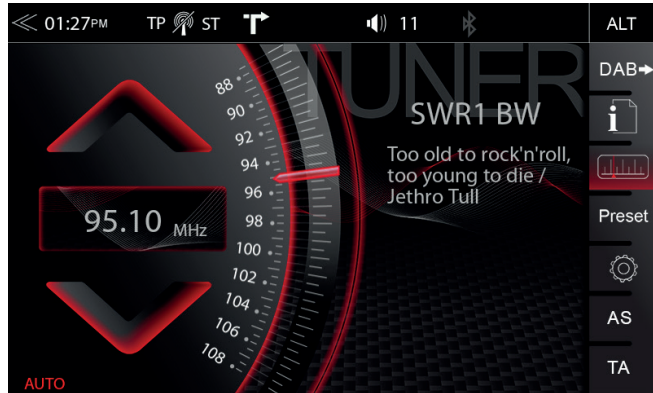 01:27PM TP ST 11 ALT
TUNER
DAB
i
SWR1 BW
Too old to rock'n'roll,
too young to die /
Jethro Tull
88
90
92
94
96
98
100
102
104
106
108
95.10 MHz
Preset
AS
TA
AUTO